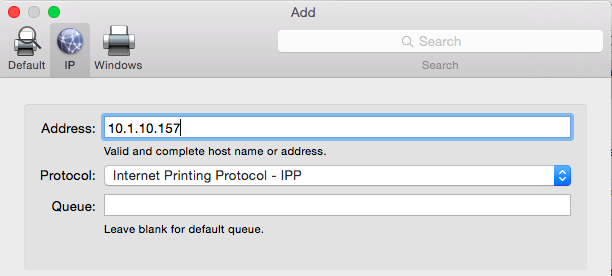 Add
Default IP Windows
Search
Search
Address: 10.1.10.157
Valid and complete host name or address.
Protocol: Internet Printing Protocol - IPP
Queue:
Leave blank for default queue.